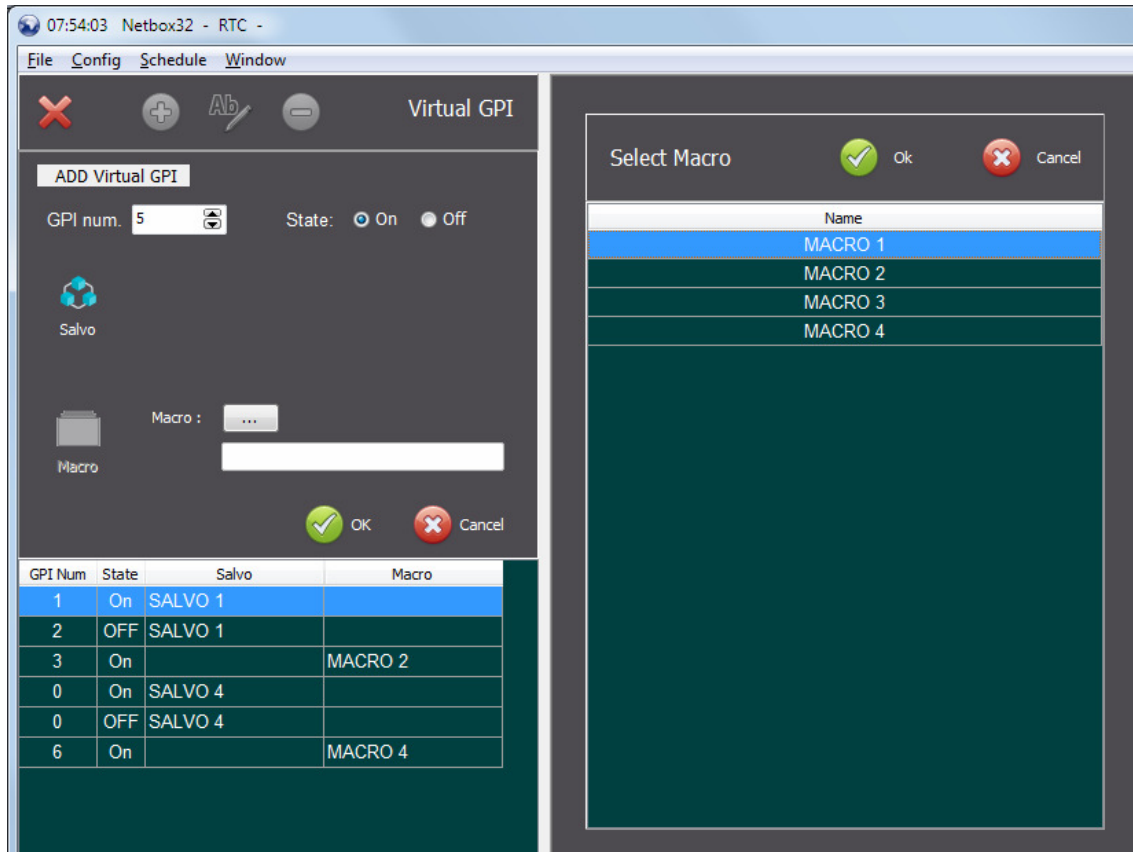 07:54:03 Netbox32 - RTC -
File Config Schedule Window
Ab
Virtual GPI
ADD Virtual GPI
GPI num. 5 State: On Off
Salvo
Macro : ...
Macro
OK Cancel
GPI Num State Salvo Macro
1 On SALVO 1
2 OFF SALVO 1
3 On MACRO 2
0 On SALVO 4
0 OFF SALVO 4
6 On MACRO 4
Select Macro Ok Cancel
Name
MACRO 1
MACRO 2
MACRO 3
MACRO 4